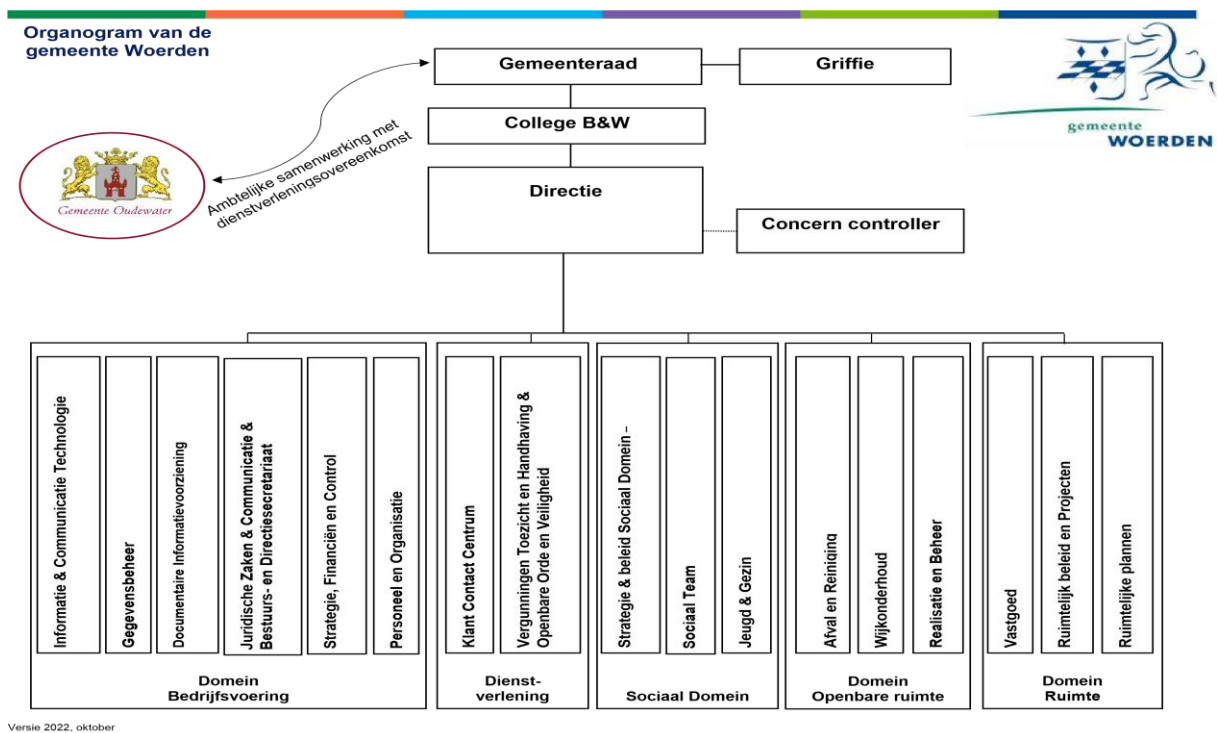 Organogram van de
gemeente Woerden
Gemeenteraad
Griffie
gemeente
WOERDEN
College B&W
Ambtelijke samenwerking met
dienstverleningsovereenkomst
Gemeente Oudewater
Directie
Concern controller
Informatie & Communicatie Technologie
Gegevensbeheer
Documentaire Informatievoorziening
Juridische Zaken & Communicatie &
Bestuurs- en Directiesecretariaat
Strategie, Financiën en Control
Personeel en Organisatie
Domein
Bedrijfsvoering
Klant Contact Centrum
Vergunningen Toezicht en Handhaving &
Openbare Orde en Veiligheid
Dienst-
verlening
Strategie & beleid Sociaal Domein –
Sociaal Team
Jeugd & Gezin
Sociaal Domein
Afval en Reiniging
Wijkonderhoud
Realisatie en Beheer
Domein
Openbare ruimte
Vastgoed
Ruimtelijk beleid en Projecten
Ruimtelijke plannen
Domein
Ruimte
Versie 2022, oktober